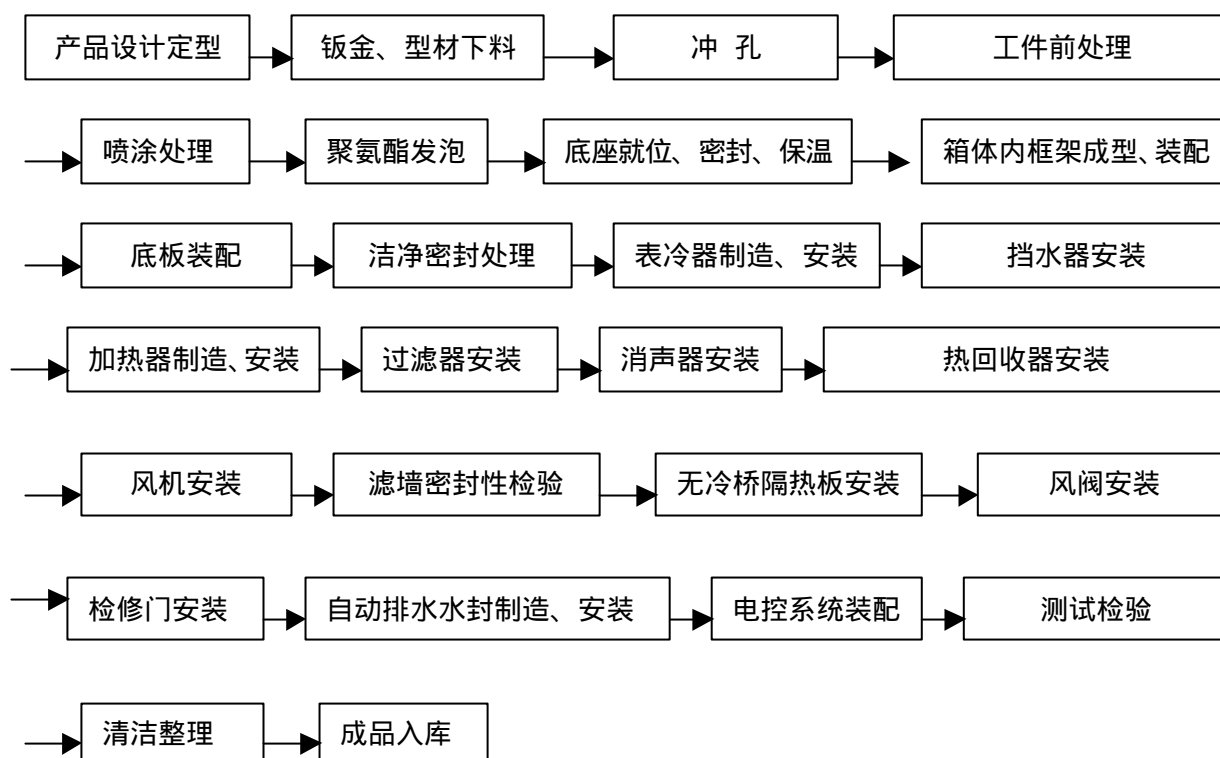 产品设计定型 钣金、型材下料 冲 孔 工件前处理
喷涂处理 聚氨酯发泡 底座就位、密封、保温 箱体内框架成型、装配
底板装配 洁净密封处理 表冷器制造、安装 挡水器安装
加热器制造、安装 过滤器安装 消声器安装 热回收器安装
风机安装 滤墙密封性检验 无冷桥隔热板安装 风阀安装
检修门安装 自动排水水封制造、安装 电控系统装配 测试检验
清洁整理 成品入库